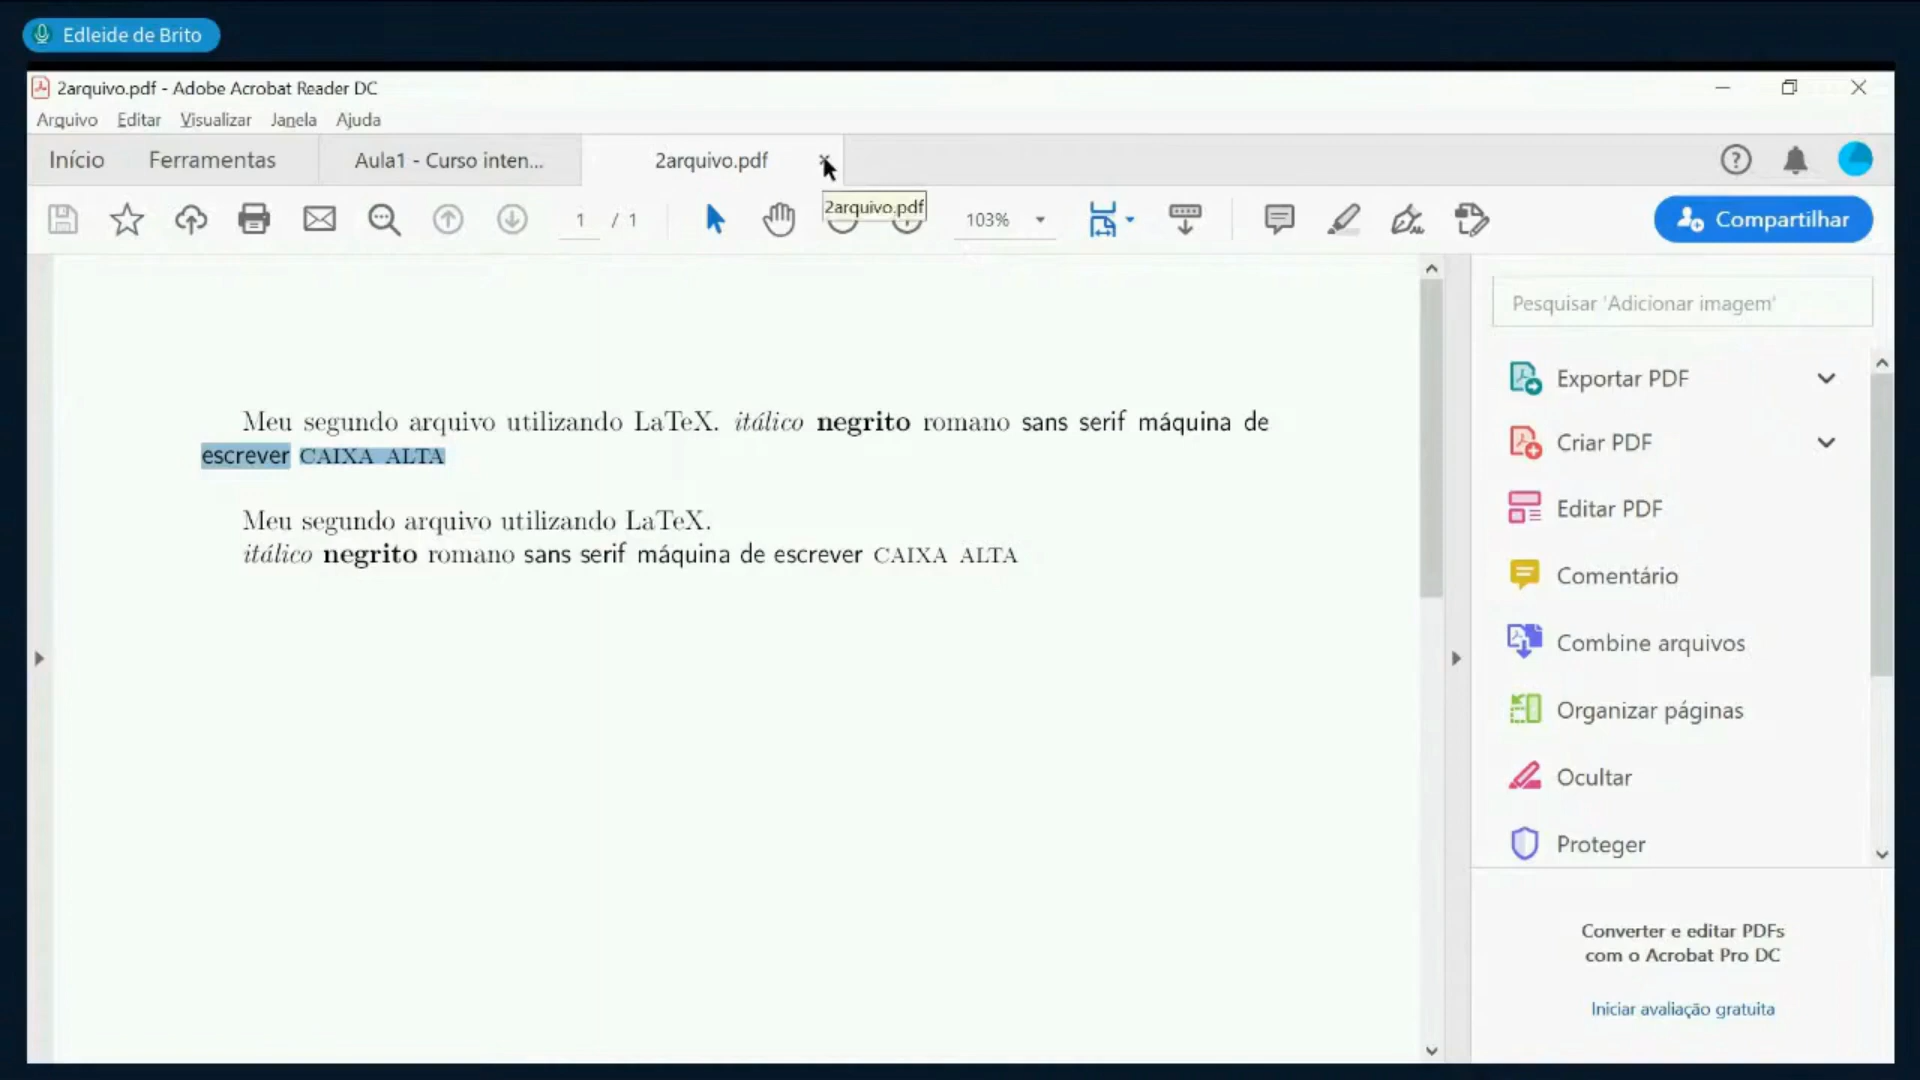 Edleide de Brito
2arquivo.pdf - Adobe Acrobat Reader DC
Arquivo Editar Visualizar Janela Ajuda
Início Ferramentas Aula1 - Curso inten... 2arquivo.pdf
2arquivo.pdf
1 / 1 103% Compartilhar
Pesquisar 'Adicionar imagem'
Meu segundo arquivo utilizando LaTeX. itálico negrito romano sans serif máquina de
escrever CAIXA ALTA
Meu segundo arquivo utilizando LaTeX.
itálico negrito romano sans serif máquina de escrever CAIXA ALTA
Exportar PDF
Criar PDF
Editar PDF
Comentário
Combine arquivos
Organizar páginas
Ocultar
Proteger
Converter e editar PDFs
com o Acrobat Pro DC
Iniciar avaliação gratuita